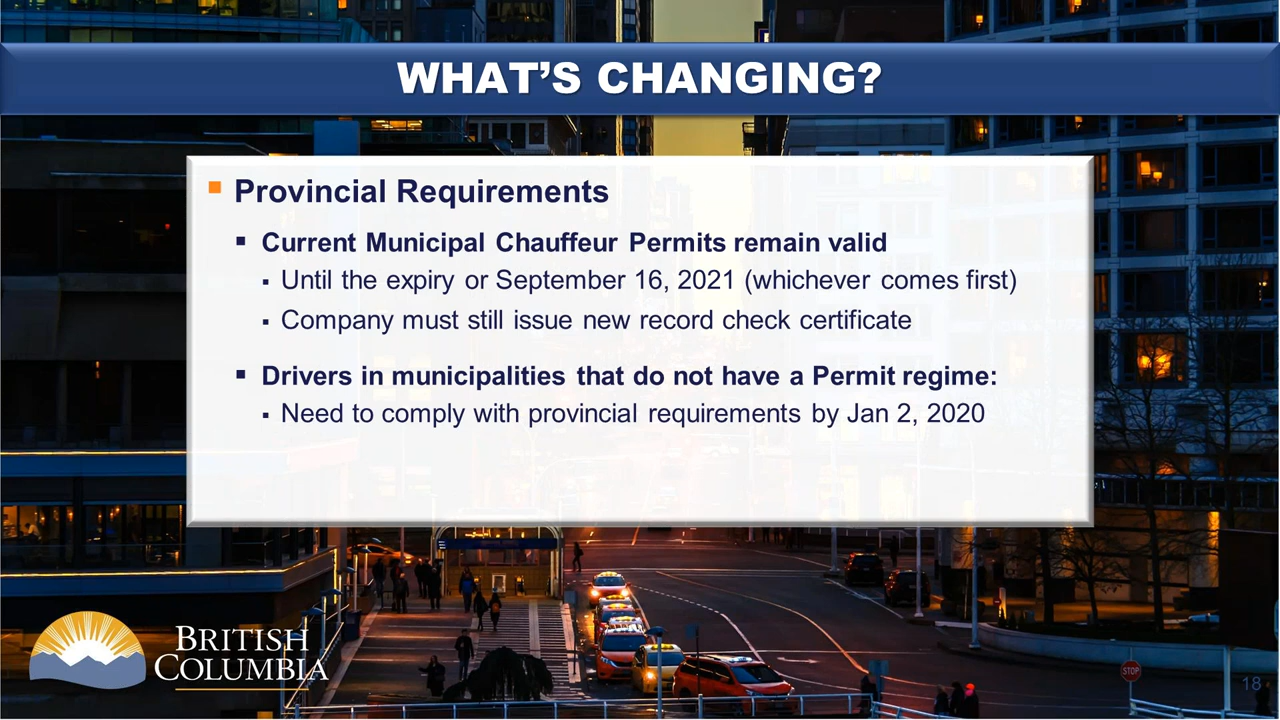 WHAT'S CHANGING?
Provincial Requirements
Current Municipal Chauffeur Permits remain valid
Until the expiry or September 16, 2021 (whichever comes first)
Company must still issue new record check certificate
Drivers in municipalities that do not have a Permit regime:
Need to comply with provincial requirements by Jan 2, 2020
BRITISH
COLUMBIA
STOP
18